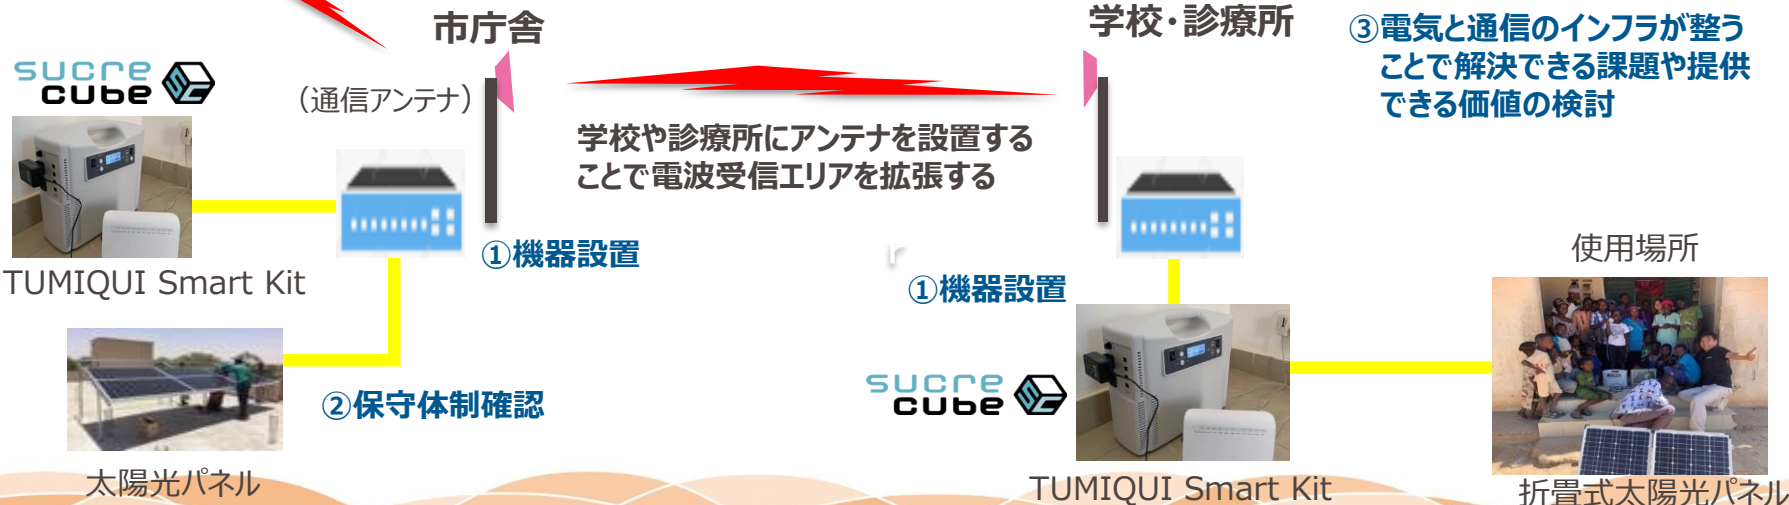 市庁舎
学校・診療所
③電気と通信のインフラが整う
ことで解決できる課題や提供
できる価値の検討
sucre
cube
（通信アンテナ）
学校や診療所にアンテナを設置する
ことで電波受信エリアを拡張する
①機器設置
r
使用場所
TUMIQUI Smart Kit
①機器設置
sucre
cube
②保守体制確認
太陽光パネル
TUMIQUI Smart Kit
折畳式太陽光パネル